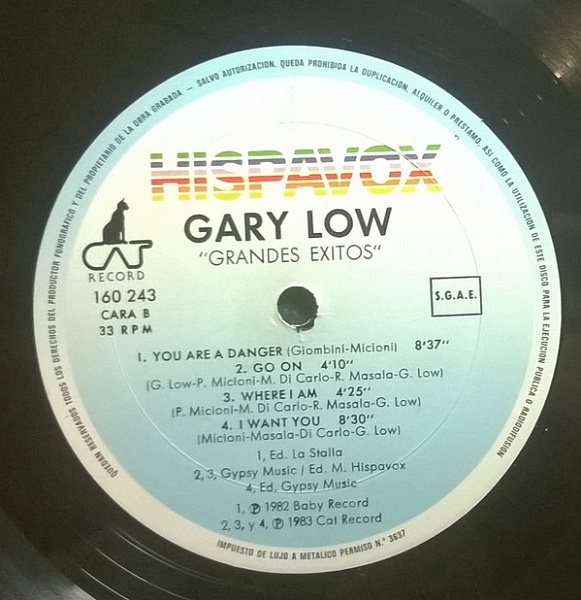 QUEDAN RESERVADOS TODOS LOS DERECHOS DEL PRODUCTOR FONOGRAFICO Y DEL PROPIETARIO DE LA OBRA GRABADA — SALVO AUTORIZACION, QUEDA PROHIBIDA LA DUPLICACION, ALQUILER O PRESTAMO, ASI COMO LA UTILIZACION DE ESTE DISCO PARA LA EJECUCION PUBLICA O RADIODIFUSION
HISPAVOX
GARY LOW
"GRANDES EXITOS"
CAT
RECORD
160 243
CARA B
33 RPM
S.G.A.E.
1. YOU ARE A DANGER (Giombini-Micioni) 8'37"
2. GO ON 4'10"
(G. Low-P. Micioni-M. Di Carlo-R. Masala-G. Low)
3. WHERE I AM 4'25"
(P. Micioni-M. Di Carlo-R. Masala-G. Low)
4. I WANT YOU 8'30"
(Micioni-Masala-Di Carlo-G. Low)
1, Ed. La Stalla
2, 3, Gypsy Music / Ed. M. Hispavox
4, Ed. Gypsy Music
1, ℗ 1982 Baby Record
2, 3, y 4, ℗ 1983 Cat Record
IMPUESTO DE LUJO A METALICO PERMISO N.º 3637